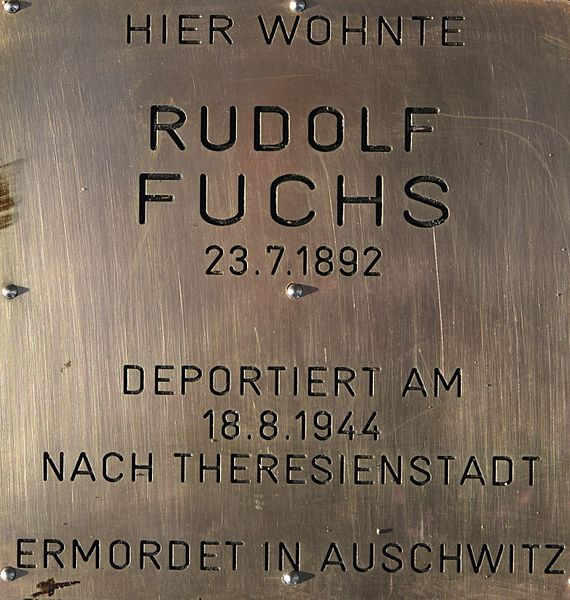 HIER WOHNTE
RUDOLF
FUCHS
23.7.1892
DEPORTIERT AM
18.8.1944
NACH THERESIENSTADT
ERMORDET IN AUSCHWITZ